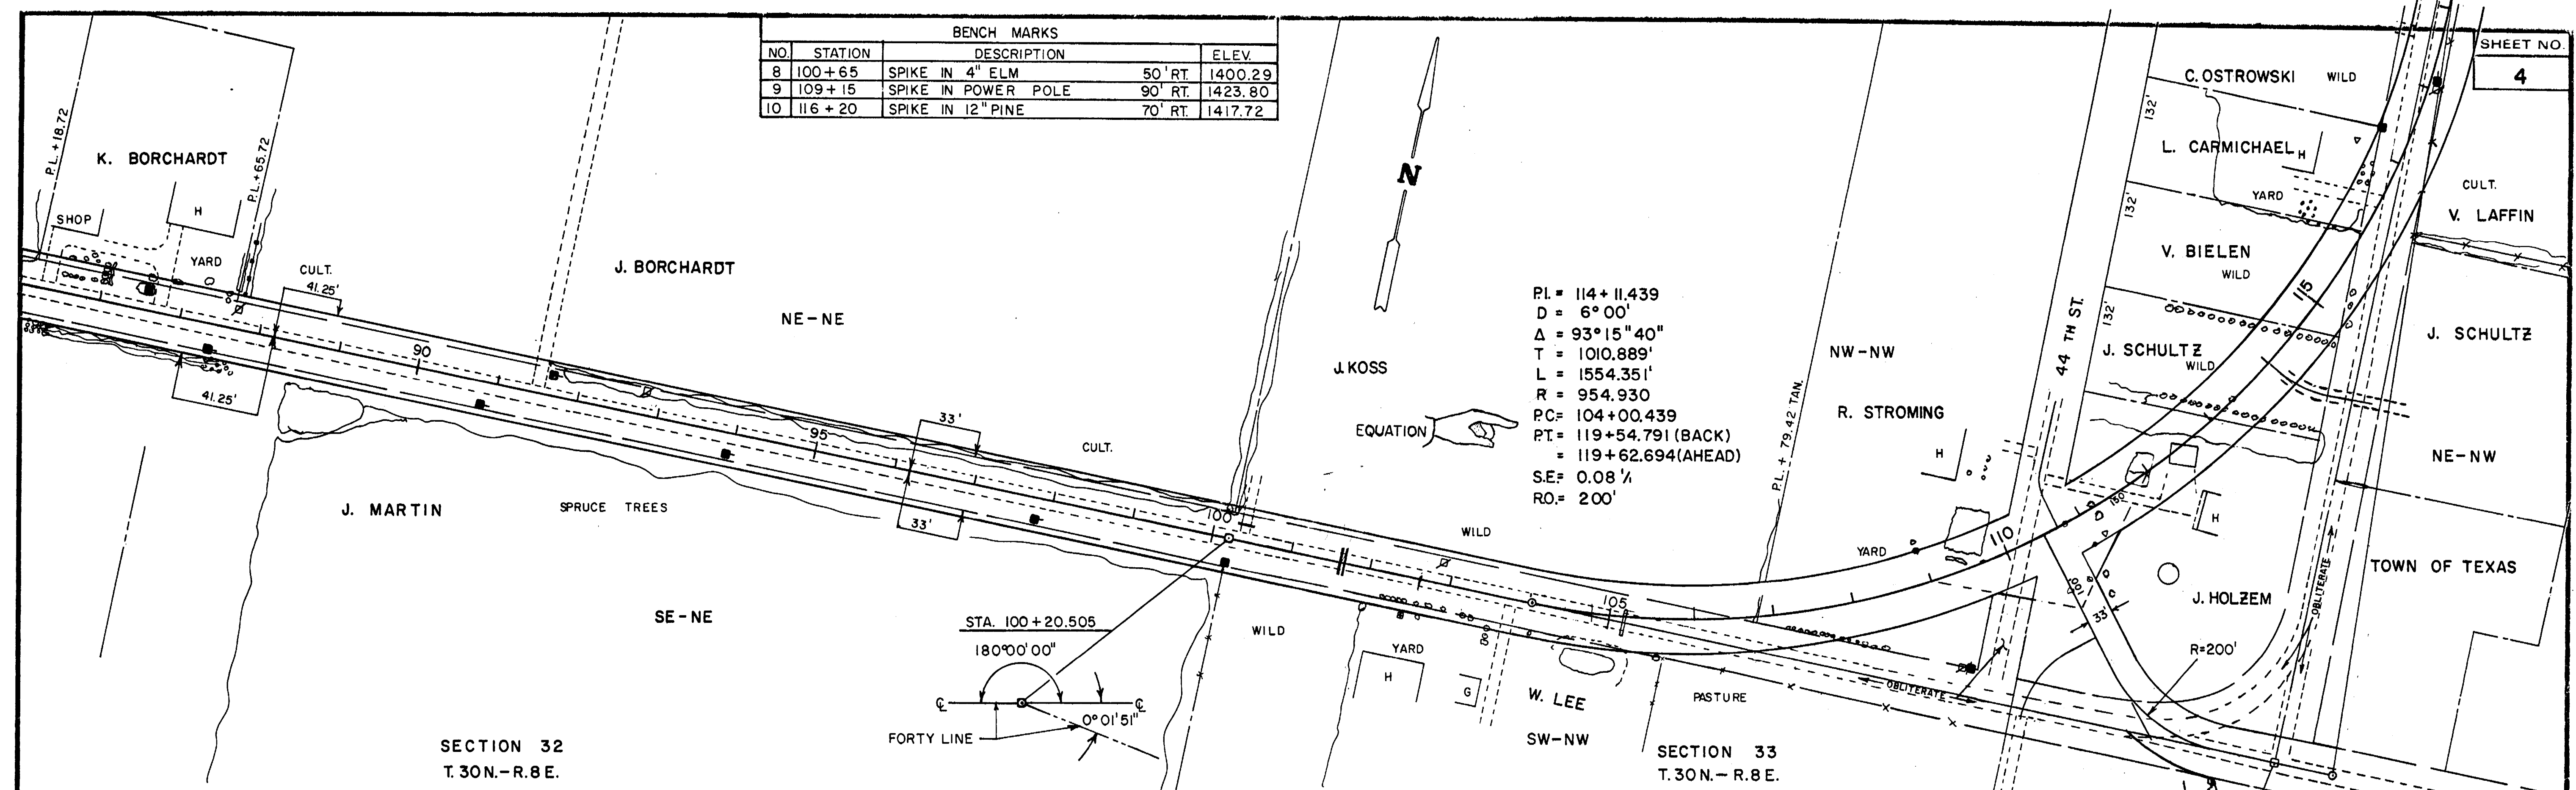 BENCH MARKS
NO. STATION DESCRIPTION ELEV.
8 100+65 SPIKE IN 4" ELM 50' RT. 1400.29
9 109+15 SPIKE IN POWER POLE 90' RT. 1423.80
10 116+20 SPIKE IN 12" PINE 70' RT. 1417.72
SHEET NO.
4
P.L. +18.72
K. BORCHARDT
P.L.+65.72
SHOP
H
YARD
CULT.
41.25'
41.25'
J. BORCHARDT
NE-NE
90
95
33'
33'
CULT.
100
J. MARTIN
SPRUCE TREES
SE-NE
SECTION 32
T. 30N.-R.8E.
STA. 100+20.505
180°00'00"
℄
℄
0°01'51"
FORTY LINE
N
J. KOSS
EQUATION
P.I. = 114+11.439
D = 6°00'
Δ = 93°15"40"
T = 1010.889'
L = 1554.351'
R = 954.930
P.C.= 104+00.439
P.T.= 119+54.791 (BACK)
= 119+62.694(AHEAD)
S.E.= 0.08 '/.
R.O.= 200'
WILD
WILD
105
YARD
H
G
W. LEE
SW-NW
PASTURE
SECTION 33
T.30N.-R.8E.
P.L. + 79.42 TAN.
NW-NW
R. STROMING
H
YARD
110
44 TH ST.
132'
132'
132'
C. OSTROWSKI WILD
L. CARMICHAEL H
YARD
V. BIELEN
WILD
J. SCHULTZ
WILD
115
CULT.
V. LAFFIN
J. SCHULTZ
NE-NW
TOWN OF TEXAS
150'
H
100'
33'
J. HOLZEM
R=200'
OBLITERATE
OBLITERATE